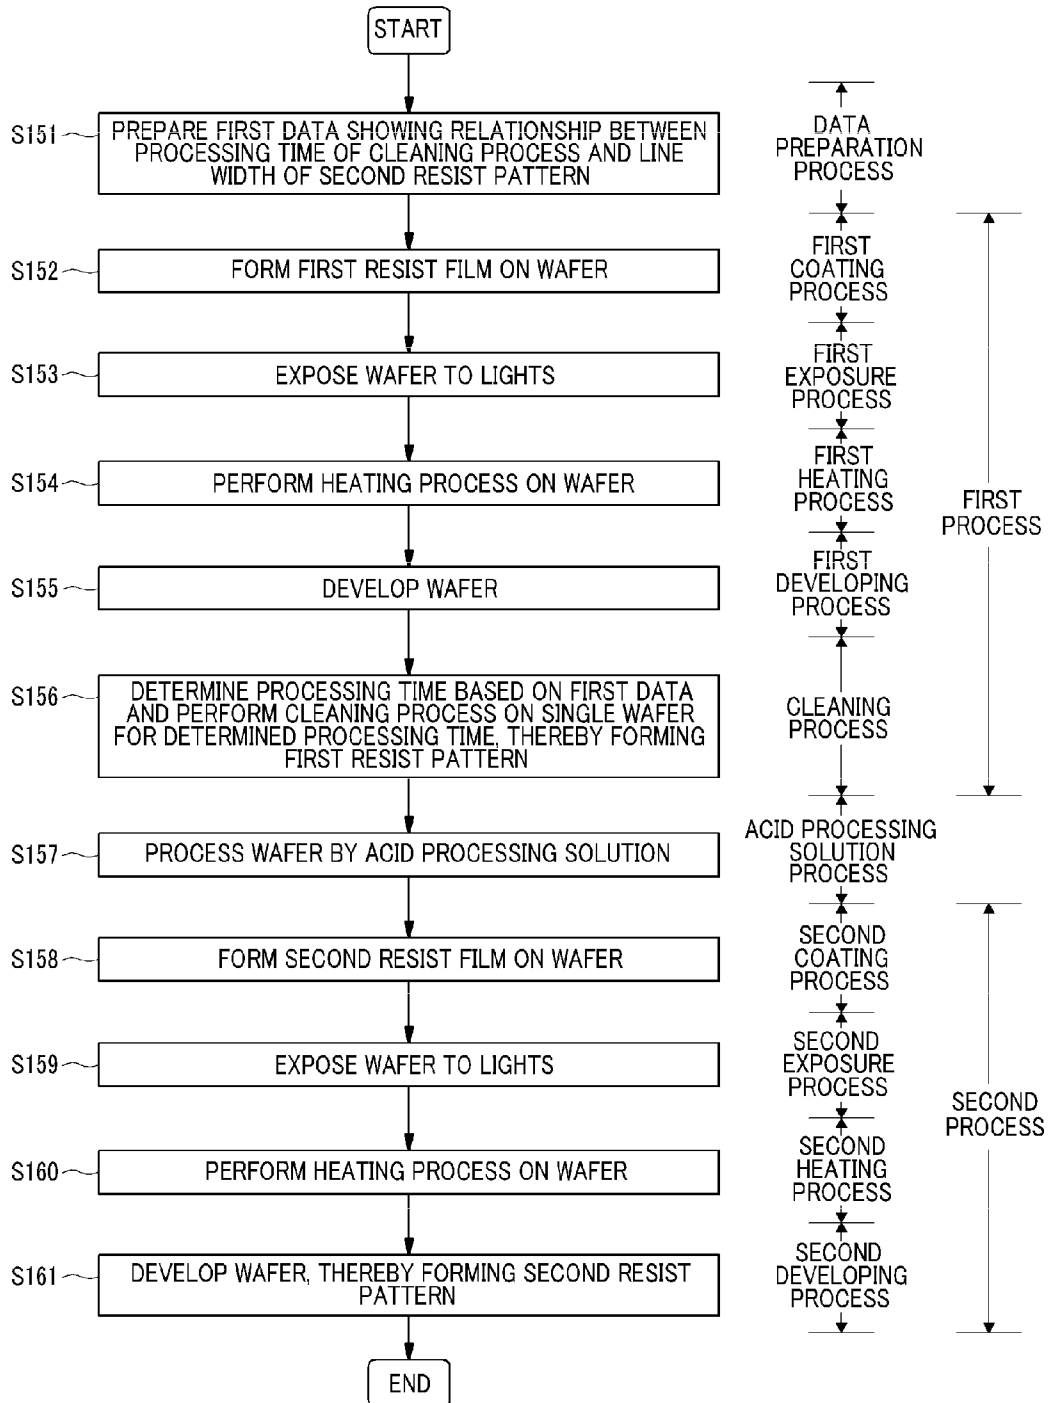 START
S151
PREPARE FIRST DATA SHOWING RELATIONSHIP BETWEEN
PROCESSING TIME OF CLEANING PROCESS AND LINE
WIDTH OF SECOND RESIST PATTERN
DATA
PREPARATION
PROCESS
S152
FORM FIRST RESIST FILM ON WAFER
FIRST
COATING
PROCESS
S153
EXPOSE WAFER TO LIGHTS
FIRST
EXPOSURE
PROCESS
S154
PERFORM HEATING PROCESS ON WAFER
FIRST
HEATING
PROCESS
FIRST
PROCESS
S155
DEVELOP WAFER
FIRST
DEVELOPING
PROCESS
S156
DETERMINE PROCESSING TIME BASED ON FIRST DATA
AND PERFORM CLEANING PROCESS ON SINGLE WAFER
FOR DETERMINED PROCESSING TIME, THEREBY FORMING
FIRST RESIST PATTERN
CLEANING
PROCESS
S157
PROCESS WAFER BY ACID PROCESSING SOLUTION
ACID PROCESSING
SOLUTION
PROCESS
S158
FORM SECOND RESIST FILM ON WAFER
SECOND
COATING
PROCESS
S159
EXPOSE WAFER TO LIGHTS
SECOND
EXPOSURE
PROCESS
SECOND
PROCESS
S160
PERFORM HEATING PROCESS ON WAFER
SECOND
HEATING
PROCESS
S161
DEVELOP WAFER, THEREBY FORMING SECOND RESIST
PATTERN
SECOND
DEVELOPING
PROCESS
END